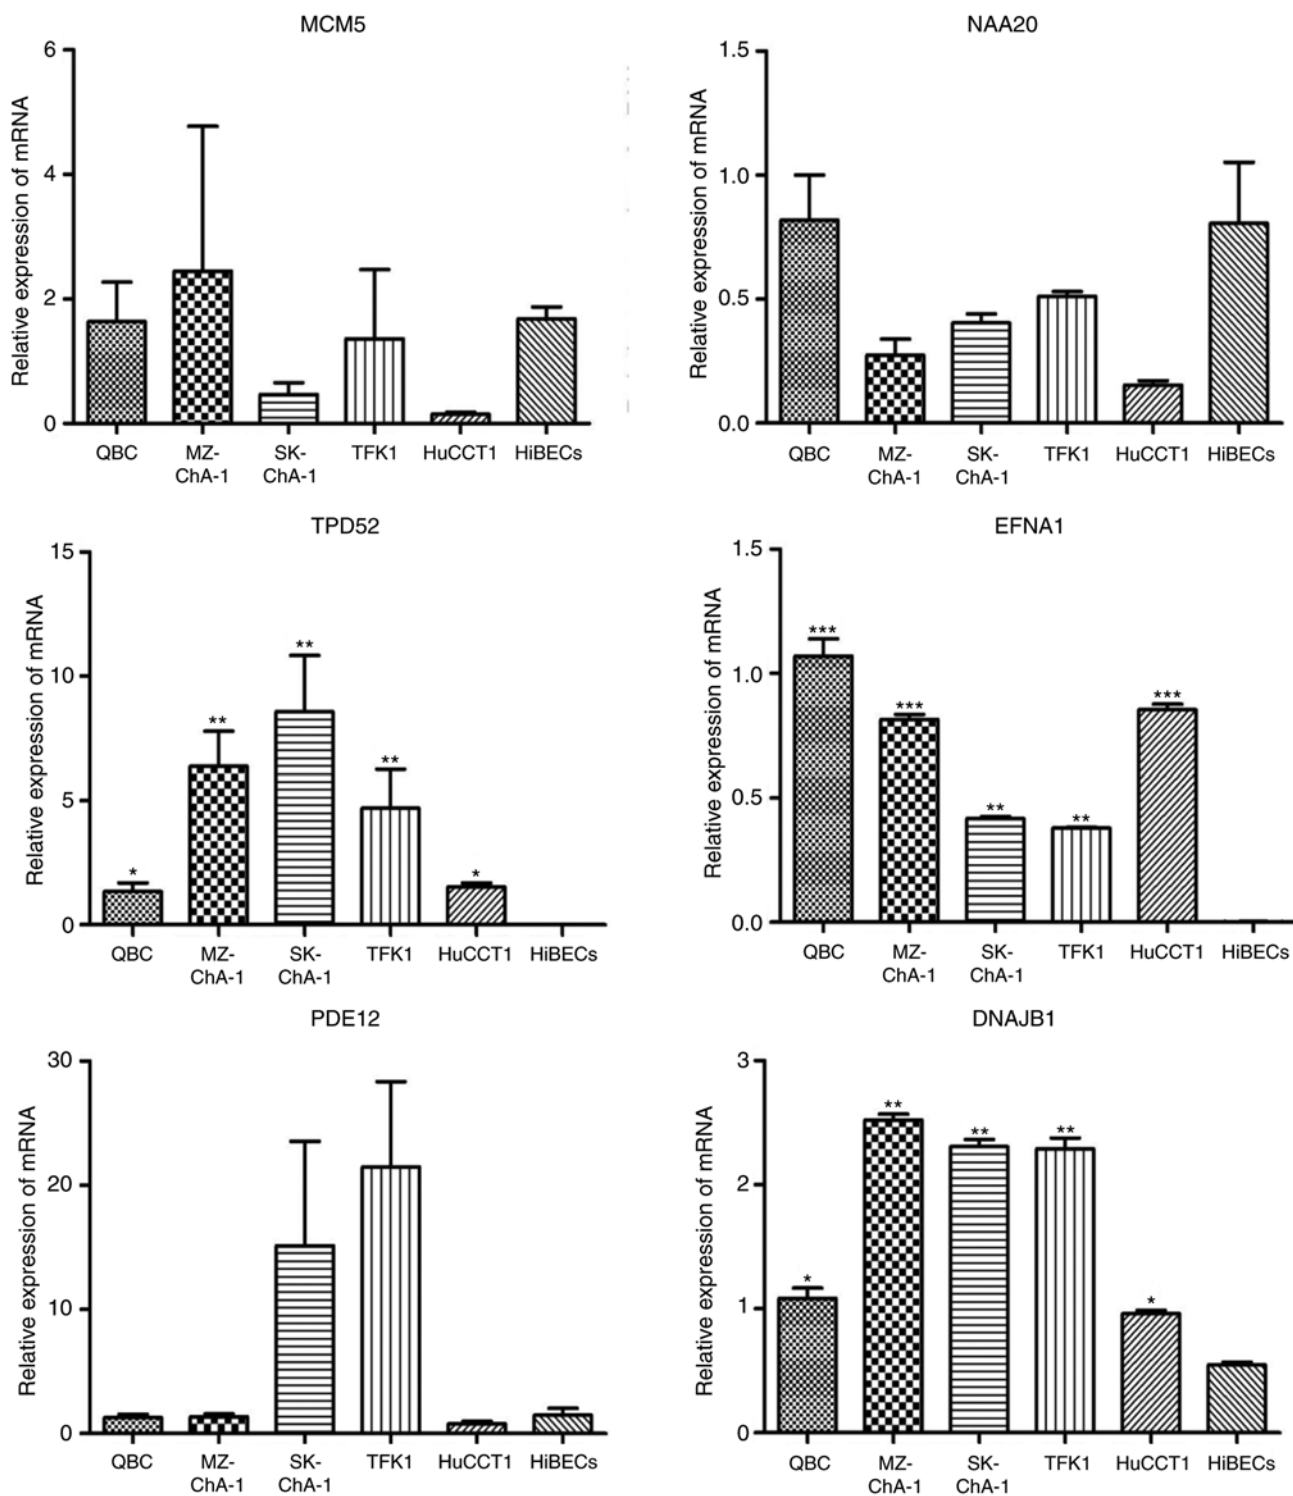 MCM5
Relative expression of mRNA
6
4
2
0
QBC
MZ-
ChA-1
SK-
ChA-1
TFK1
HuCCT1
HiBECs
NAA20
Relative expression of mRNA
1.5
1.0
0.5
0.0
QBC
MZ-
ChA-1
SK-
ChA-1
TFK1
HuCCT1
HiBECs
TPD52
Relative expression of mRNA
15
10
5
0
*
**
**
**
*
QBC
MZ-
ChA-1
SK-
ChA-1
TFK1
HuCCT1
HiBECs
EFNA1
Relative expression of mRNA
1.5
1.0
0.5
0.0
***
***
**
**
***
QBC
MZ-
ChA-1
SK-
ChA-1
TFK1
HuCCT1
HiBECs
PDE12
Relative expression of mRNA
30
20
10
0
QBC
MZ-
ChA-1
SK-
ChA-1
TFK1
HuCCT1
HiBECs
DNAJB1
Relative expression of mRNA
3
2
1
0
*
**
**
**
*
QBC
MZ-
ChA-1
SK-
ChA-1
TFK1
HuCCT1
HiBECs